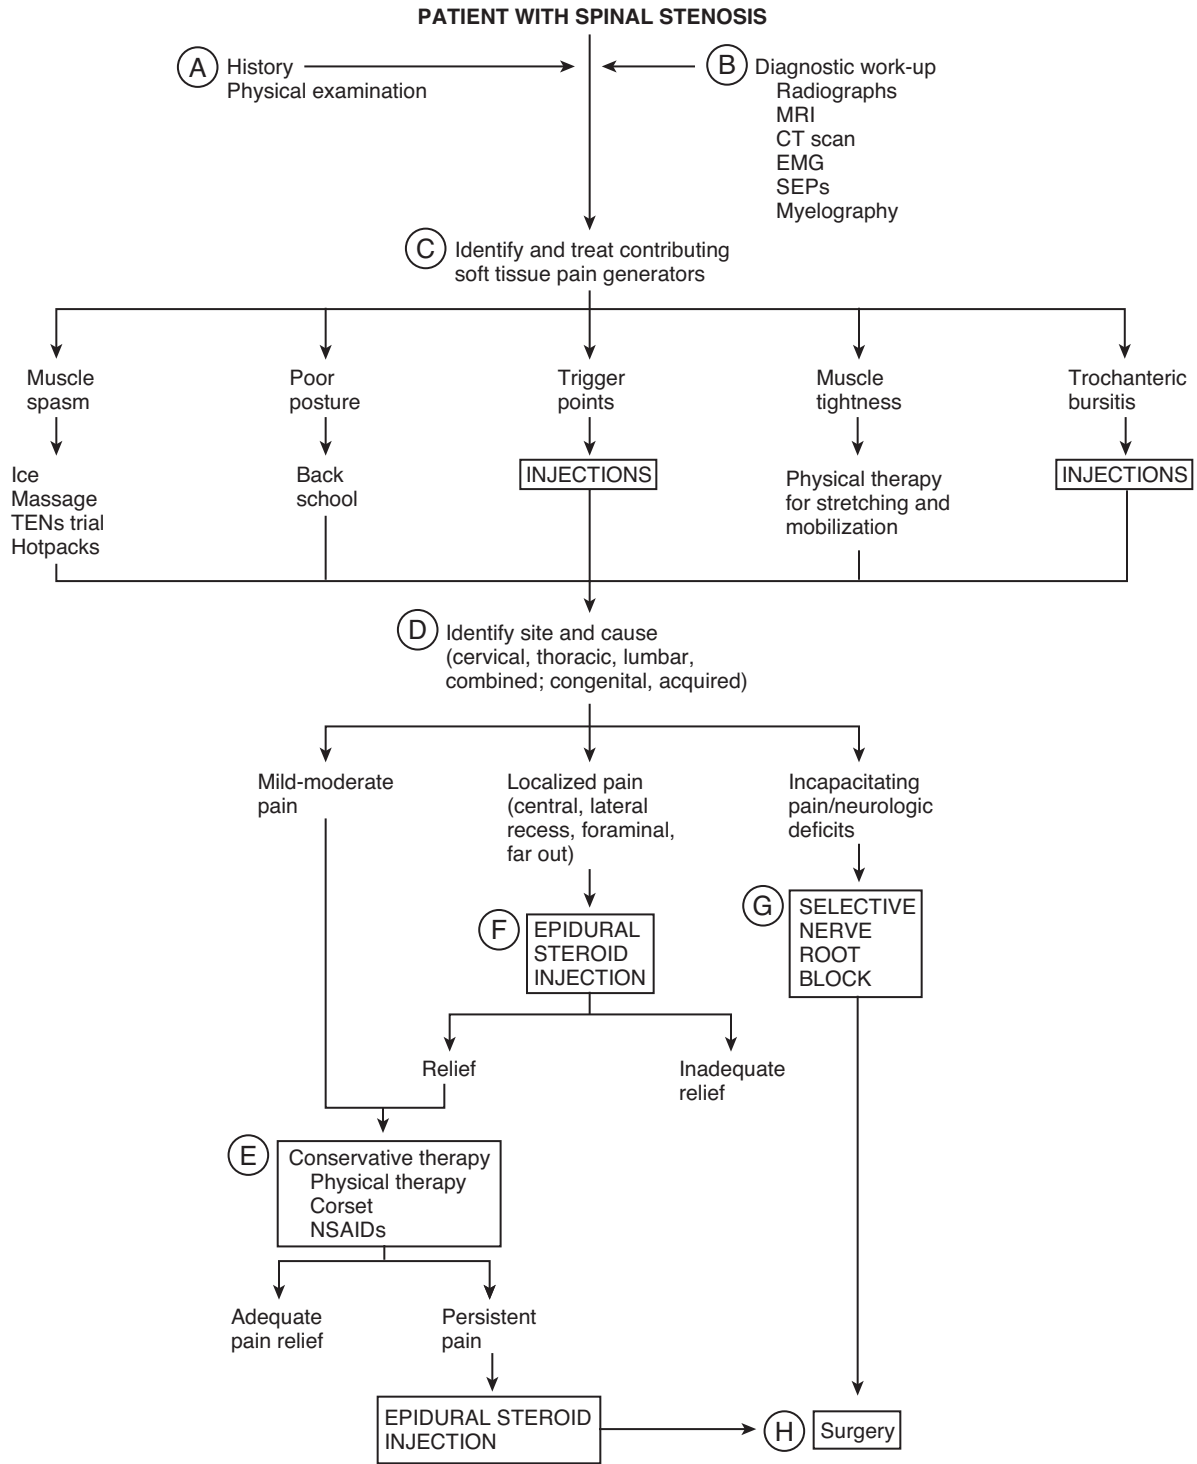 PATIENT WITH SPINAL STENOSIS
A
History
Physical examination
B
Diagnostic work-up
Radiographs
MRI
CT scan
EMG
SEPs
Myelography
C
Identify and treat contributing
soft tissue pain generators
Muscle
spasm
Poor
posture
Trigger
points
Muscle
tightness
Trochanteric
bursitis
Ice
Massage
TENs trial
Hotpacks
Back
school
INJECTIONS
Physical therapy
for stretching and
mobilization
INJECTIONS
D
Identify site and cause
(cervical, thoracic, lumbar,
combined; congenital, acquired)
Mild-moderate
pain
Localized pain
(central, lateral
recess, foraminal,
far out)
Incapacitating
pain/neurologic
deficits
F
EPIDURAL
STEROID
INJECTION
G
SELECTIVE
NERVE
ROOT
BLOCK
Relief
Inadequate
relief
E
Conservative therapy
Physical therapy
Corset
NSAIDs
Adequate
pain relief
Persistent
pain
EPIDURAL STEROID
INJECTION
H
Surgery